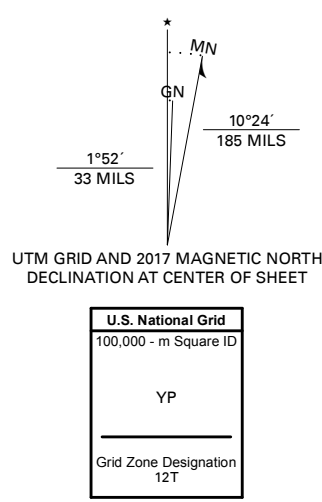 ★
MN
GN
10°24´
185 MILS
1°52´
33 MILS
UTM GRID AND 2017 MAGNETIC NORTH
DECLINATION AT CENTER OF SHEET
U.S. National Grid
100,000 - m Square ID
YP
Grid Zone Designation
12T